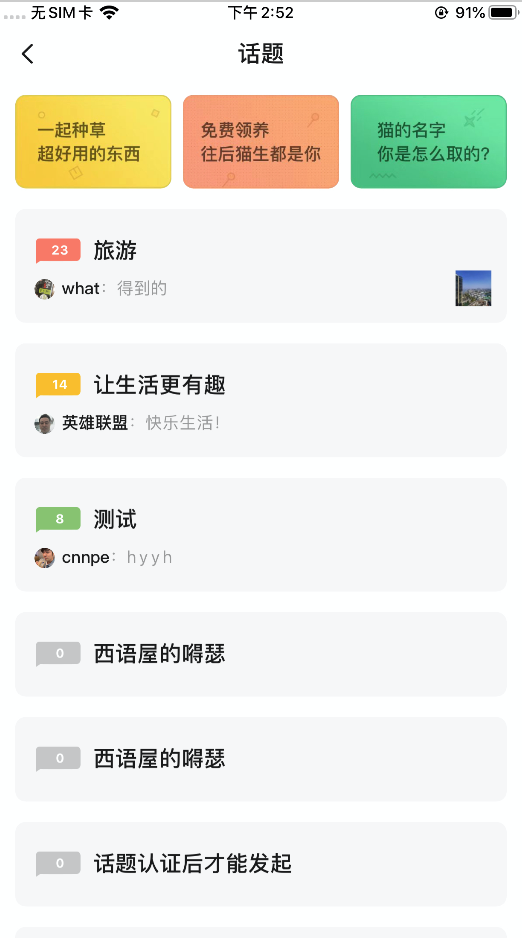 无SIM卡
下午2:52
91%
话题
一起种草
超好用的东西
免费领养
往后猫生都是你
猫的名字
你是怎么取的?
23 旅游
what：得到的
14 让生活更有趣
英雄联盟：快乐生活!
8 测试
cnnpe：hyyh
0 西语屋的嘚瑟
0 西语屋的嘚瑟
0 话题认证后才能发起